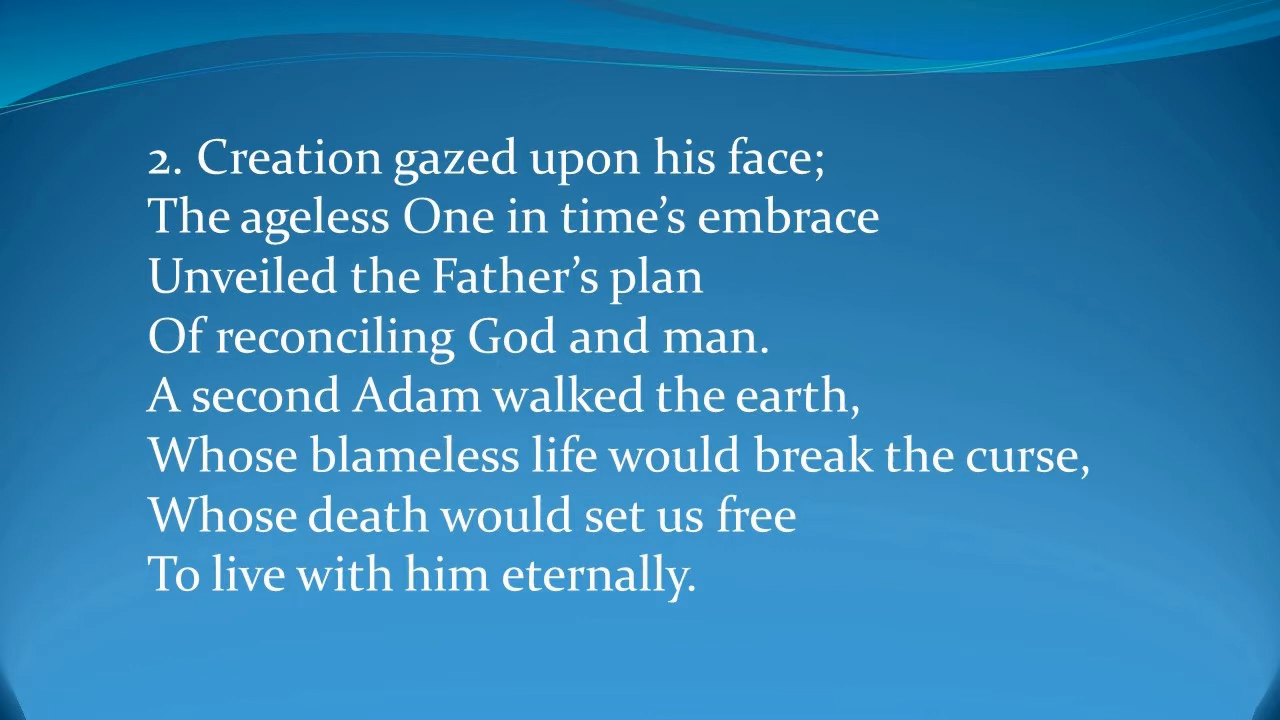 2. Creation gazed upon his face;
The ageless One in time’s embrace
Unveiled the Father’s plan
Of reconciling God and man.
A second Adam walked the earth,
Whose blameless life would break the curse,
Whose death would set us free
To live with him eternally.